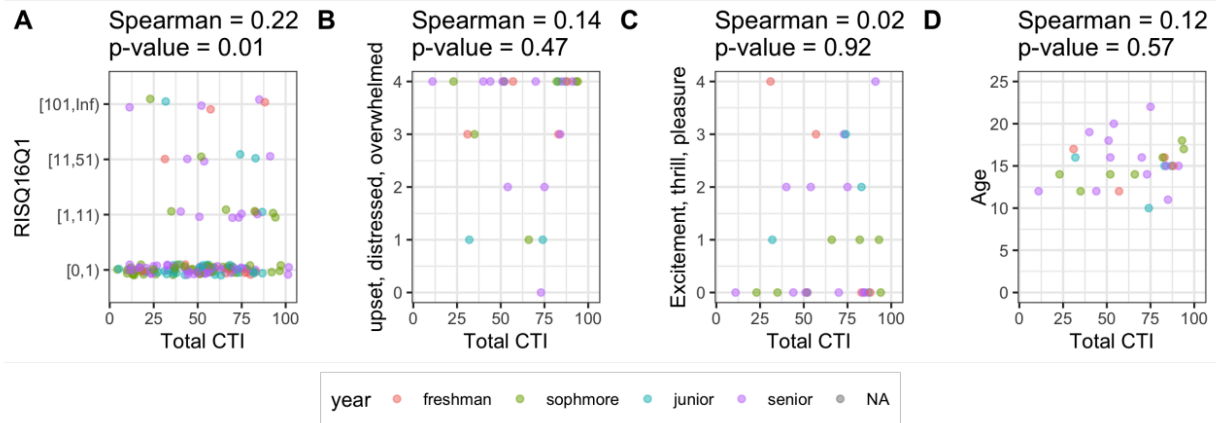 A
Spearman = 0.22
p-value = 0.01
RISQ16Q1
[101,Inf)
[11,51)
[1,11)
[0,1)
0 25 50 75 100
Total CTI
B
Spearman = 0.14
p-value = 0.47
upset, distressed, overwhelmed
4
3
2
1
0
0 25 50 75 100
Total CTI
C
Spearman = 0.02
p-value = 0.92
Excitement, thrill, pleasure
4
3
2
1
0
0 25 50 75 100
Total CTI
D
Spearman = 0.12
p-value = 0.57
Age
25
20
15
10
5
0
0 25 50 75 100
Total CTI
year freshman sophmore junior senior NA